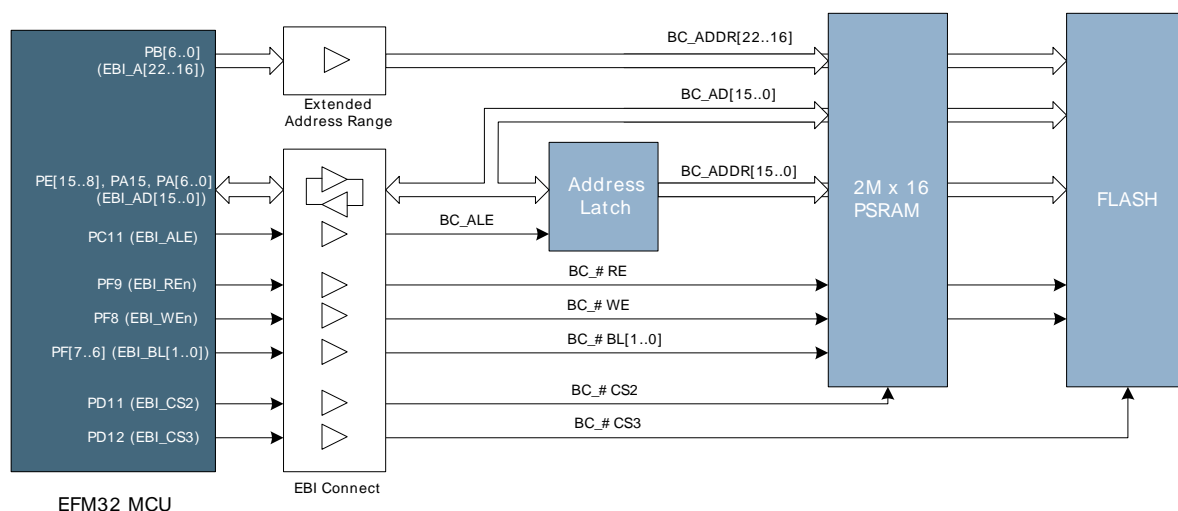 PB[6..0]
(EBI_A[22..16])
Extended
Address Range
BC_ADDR[22..16]
BC_AD[15..0]
PE[15..8], PA15, PA[6..0]
(EBI_AD[15..0])
Address
Latch
BC_ADDR[15..0]
2M x 16
PSRAM
FLASH
PC11 (EBI_ALE)
BC_ALE
PF9 (EBI_REn)
BC_# RE
PF8 (EBI_WEn)
BC_# WE
PF[7..6] (EBI_BL[1..0])
BC_# BL[1..0]
PD11 (EBI_CS2)
BC_# CS2
PD12 (EBI_CS3)
BC_# CS3
EBI Connect
EFM32 MCU